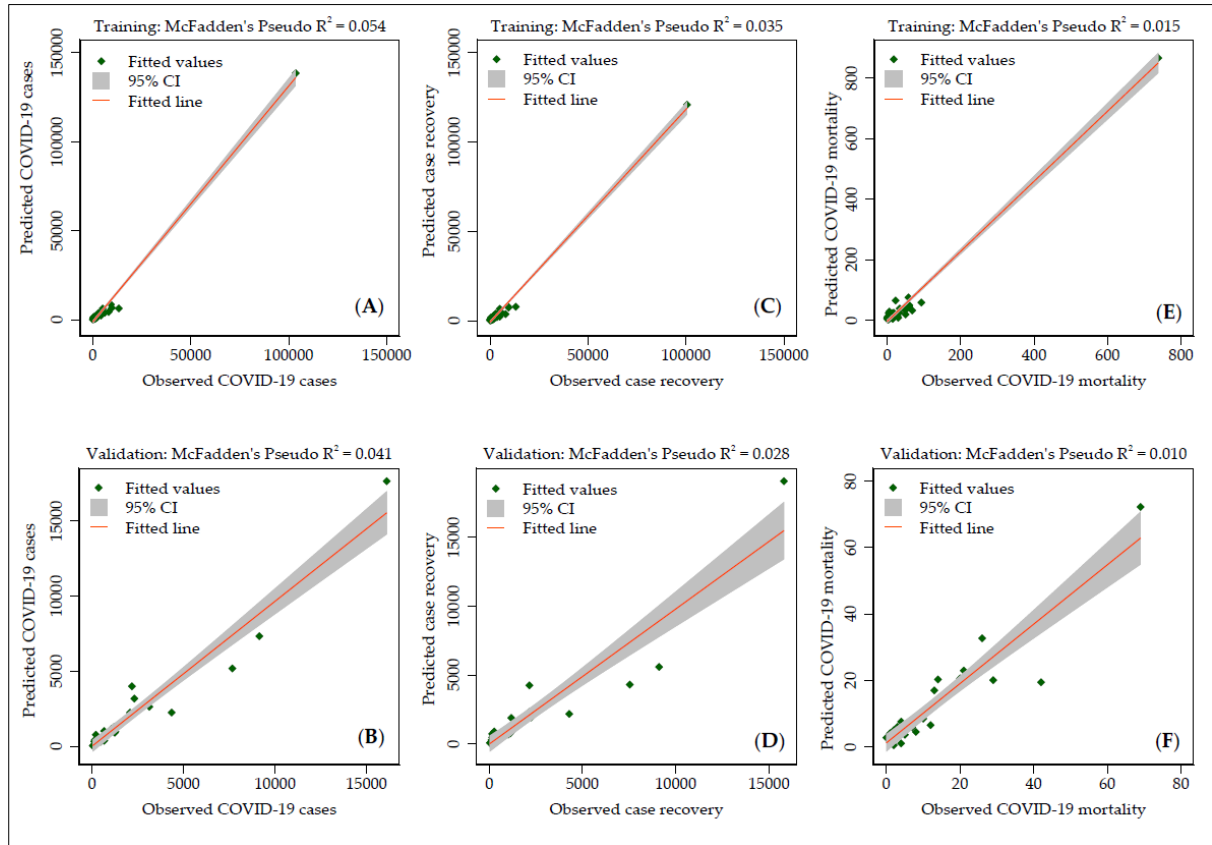 Training: McFadden's Pseudo R² = 0.054
150000
100000
50000
0
Predicted COVID-19 cases
Fitted values
95% CI
Fitted line
(A)
0
50000
100000
150000
Observed COVID-19 cases
Training: McFadden's Pseudo R² = 0.035
150000
100000
50000
0
Predicted case recovery
Fitted values
95% CI
Fitted line
(C)
0
50000
100000
150000
Observed case recovery
Training: McFadden's Pseudo R² = 0.015
800
600
400
200
0
Predicted COVID-19 mortality
Fitted values
95% CI
Fitted line
(E)
0
200
400
600
800
Observed COVID-19 mortality
Validation: McFadden's Pseudo R² = 0.041
15000
10000
5000
0
Predicted COVID-19 cases
Fitted values
95% CI
Fitted line
(B)
0
5000
10000
15000
Observed COVID-19 cases
Validation: McFadden's Pseudo R² = 0.028
15000
10000
5000
0
Predicted case recovery
Fitted values
95% CI
Fitted line
(D)
0
5000
10000
15000
Observed case recovery
Validation: McFadden's Pseudo R² = 0.010
80
60
40
20
0
Predicted COVID-19 mortality
Fitted values
95% CI
Fitted line
(F)
0
20
40
60
80
Observed COVID-19 mortality